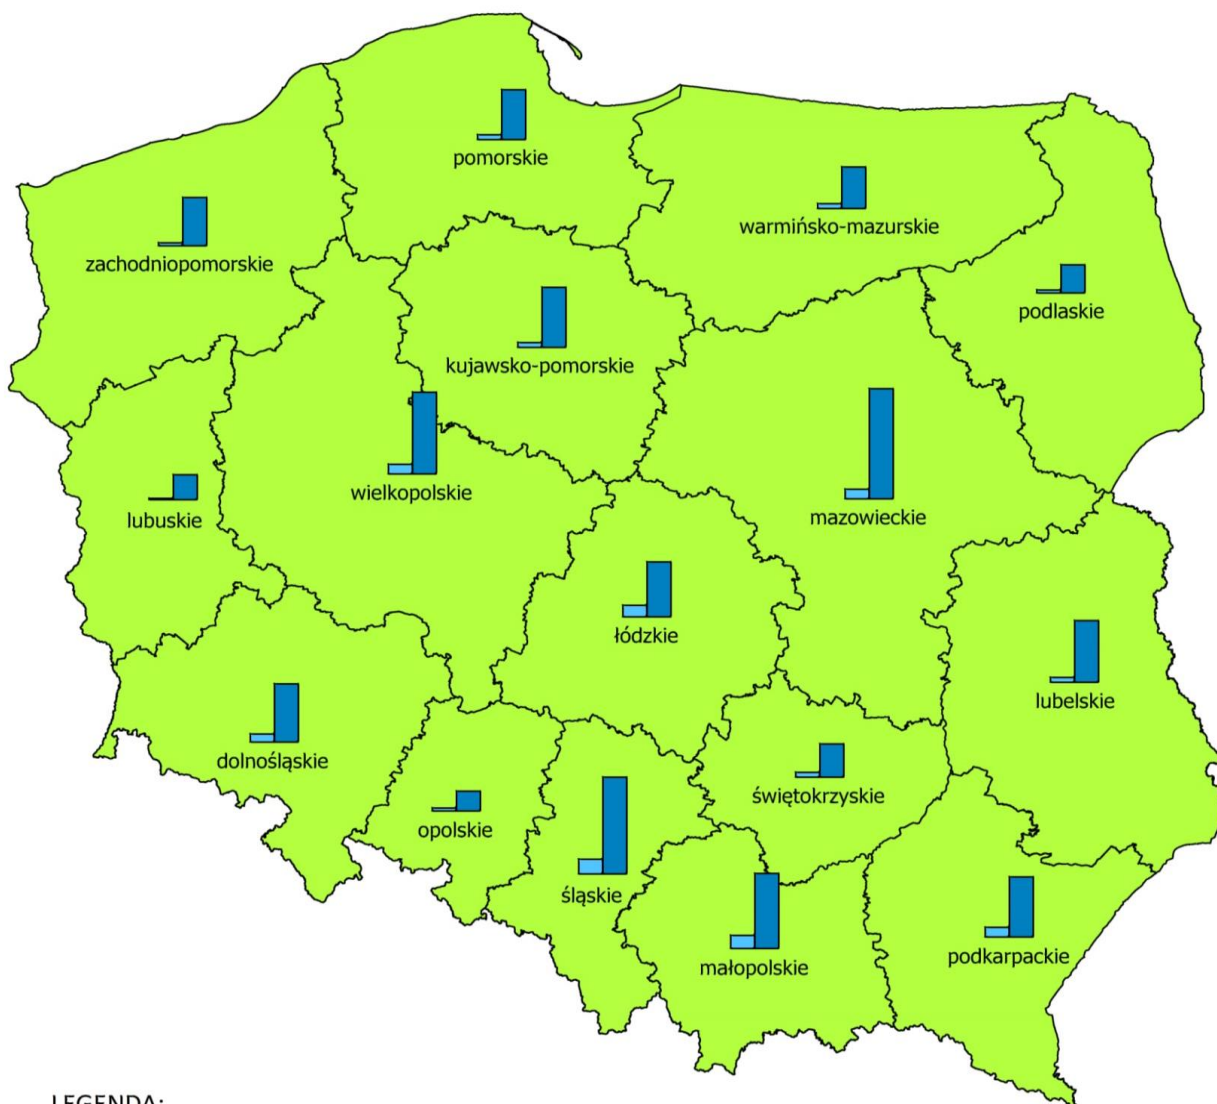 pomorskie
warmińsko-mazurskie
zachodniopomorskie
podlaskie
kujawsko-pomorskie
wielkopolskie
mazowieckie
lubuskie
łódzkie
lubelskie
dolnośląskie
świętokrzyskie
opolskie
śląskie
podkarpackie
małopolskie
LEGENDA: